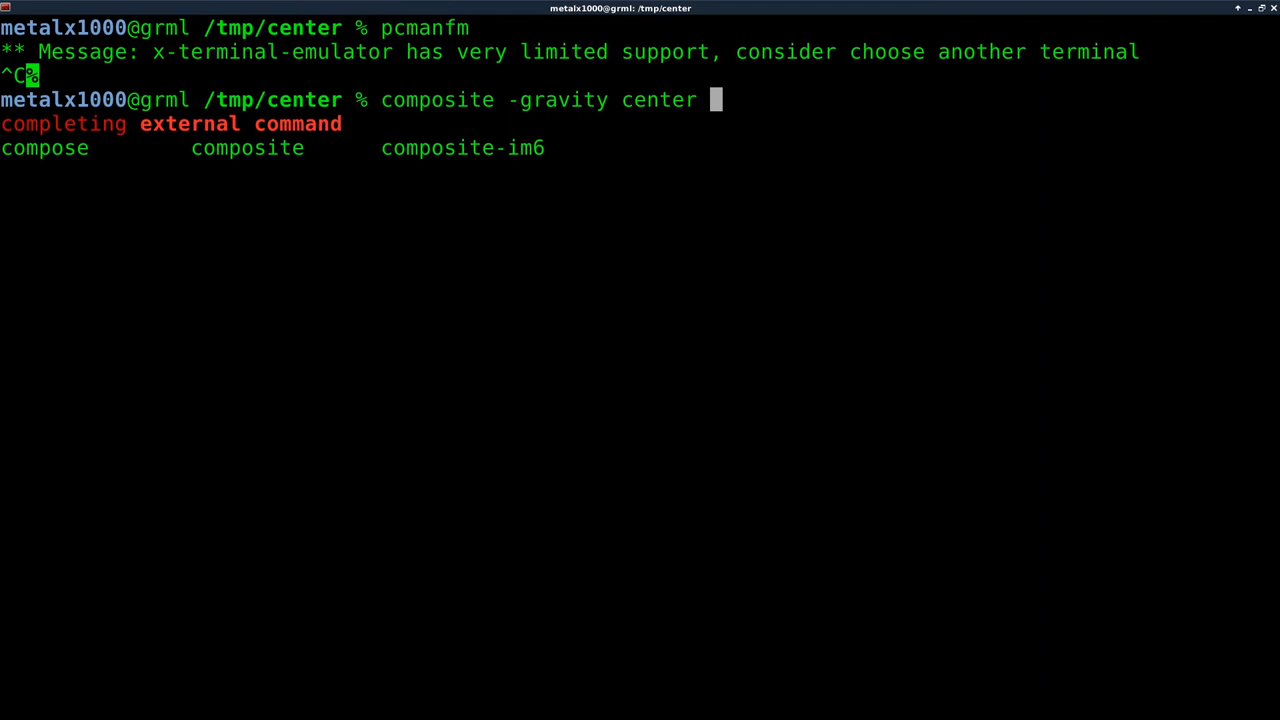 metalx1000@grml: /tmp/center
metalx1000@grml /tmp/center % pcmanfm
** Message: x-terminal-emulator has very limited support, consider choose another terminal
^C%
metalx1000@grml /tmp/center % composite -gravity center
completing external command
compose composite composite-im6